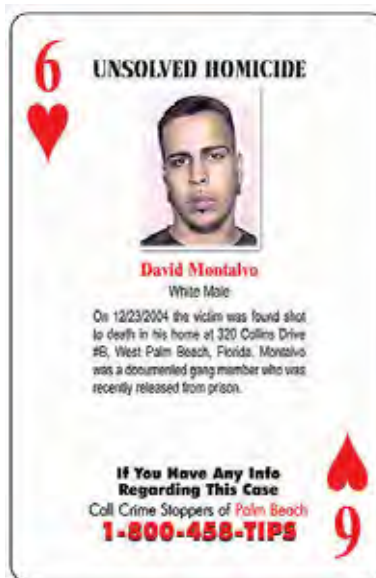 6
UNSOLVED HOMICIDE
David Montalvo
White Male
On 12/23/2004 the victim was found shot
to death in his home at 320 Collins Drive
#B, West Palm Beach, Florida. Montalvo
was a documented gang member who was
recently released from prison.
If You Have Any Info
Regarding This Case
Call Crime Stoppers of Palm Beach
1-800-458-TIPS
6